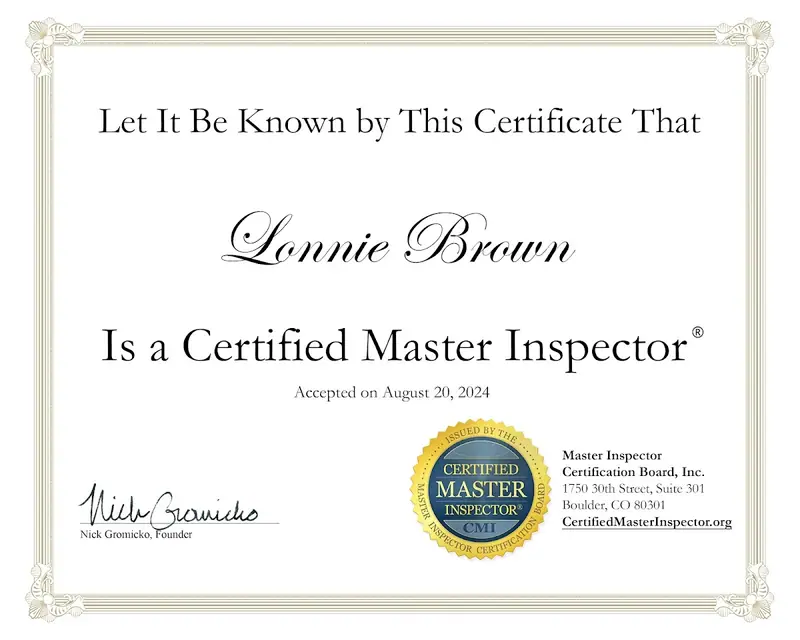 Let It Be Known by This Certificate That
Lonnie Brown
Is a Certified Master Inspector®
Accepted on August 20, 2024
Nick Gromicko
Nick Gromicko, Founder
ISSUED BY THE
CERTIFIED
MASTER
INSPECTOR®
CMI
MASTER INSPECTOR CERTIFICATION BOARD
Master Inspector
Certification Board, Inc.
1750 30th Street, Suite 301
Boulder, CO 80301
CertifiedMasterInspector.org